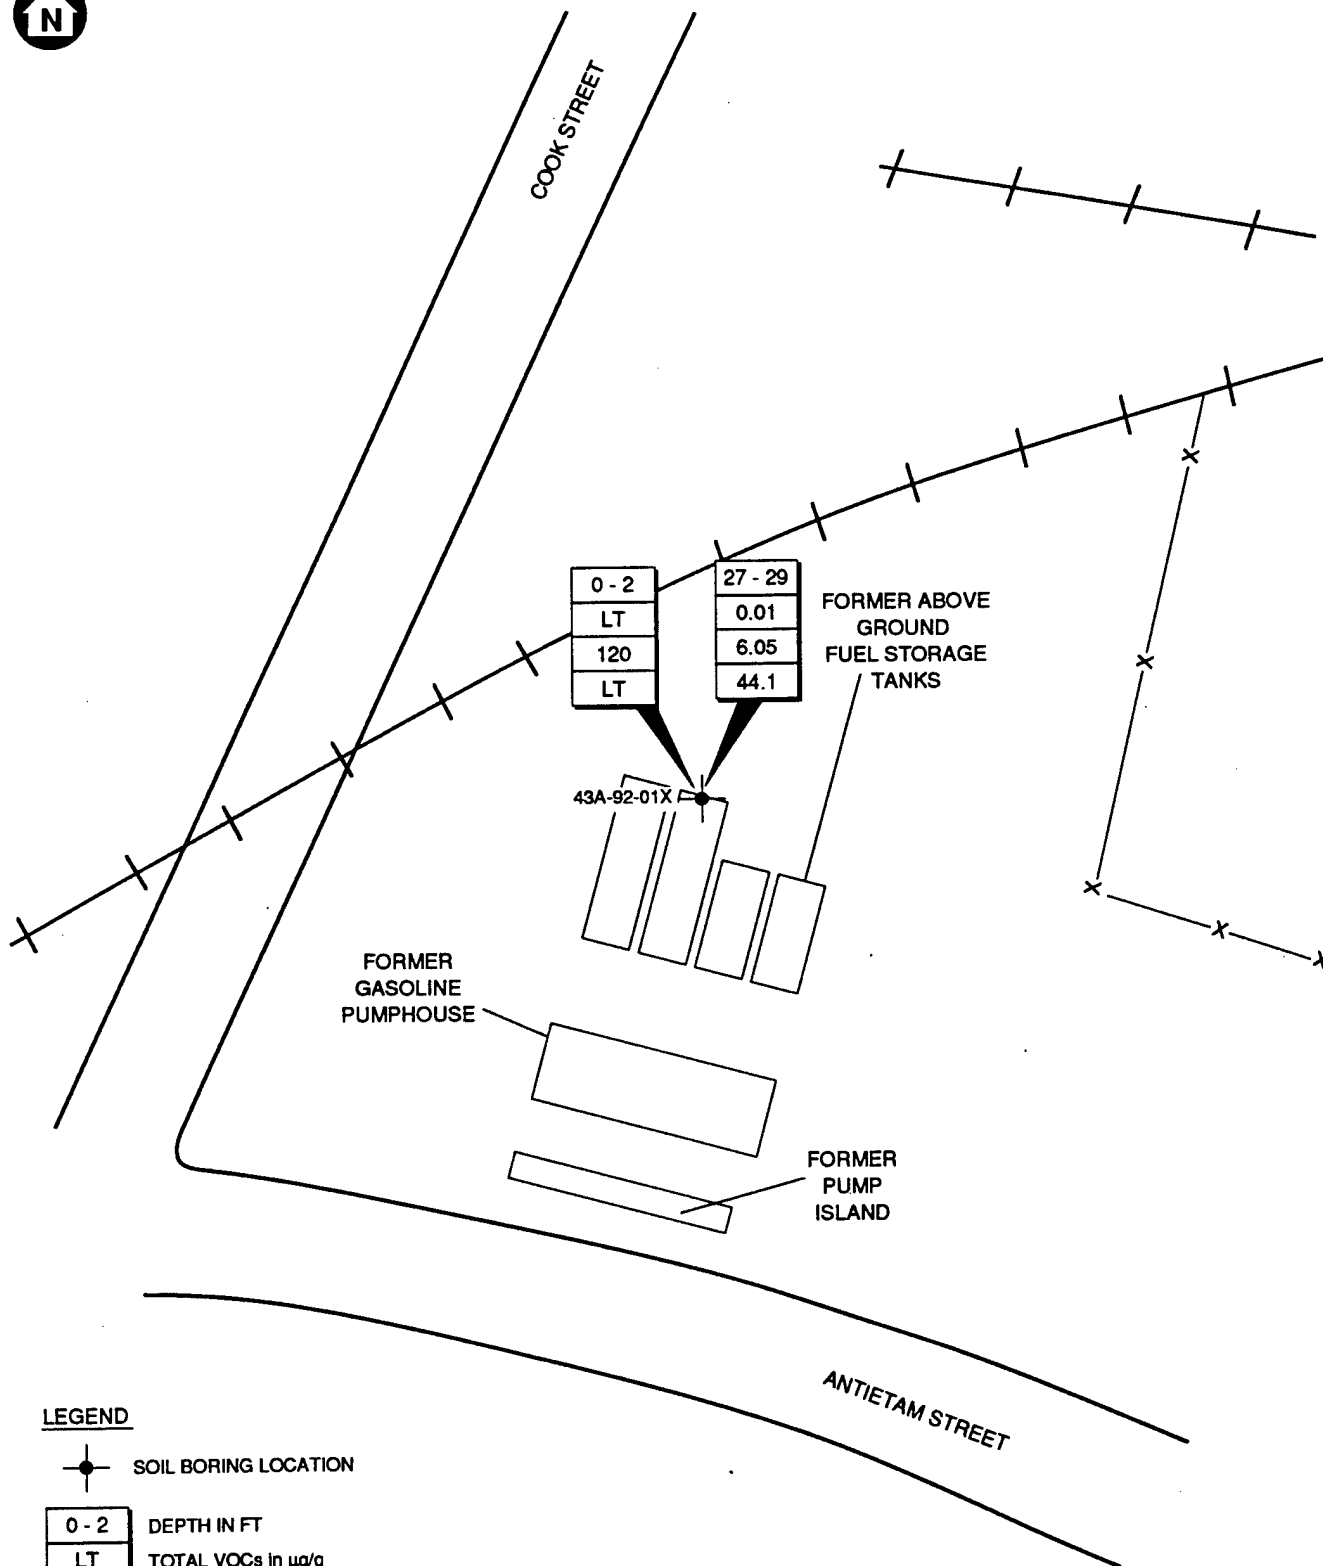 N
COOK STREET
0 - 2
LT
120
LT
27 - 29
0.01
6.05
44.1
FORMER ABOVE
GROUND
FUEL STORAGE
TANKS
43A-92-01X
FORMER
GASOLINE
PUMPHOUSE
FORMER
PUMP
ISLAND
ANTIETAM STREET
LEGEND
SOIL BORING LOCATION
0 - 2
DEPTH IN FT
LT
TOTAL VOCs in µg/g